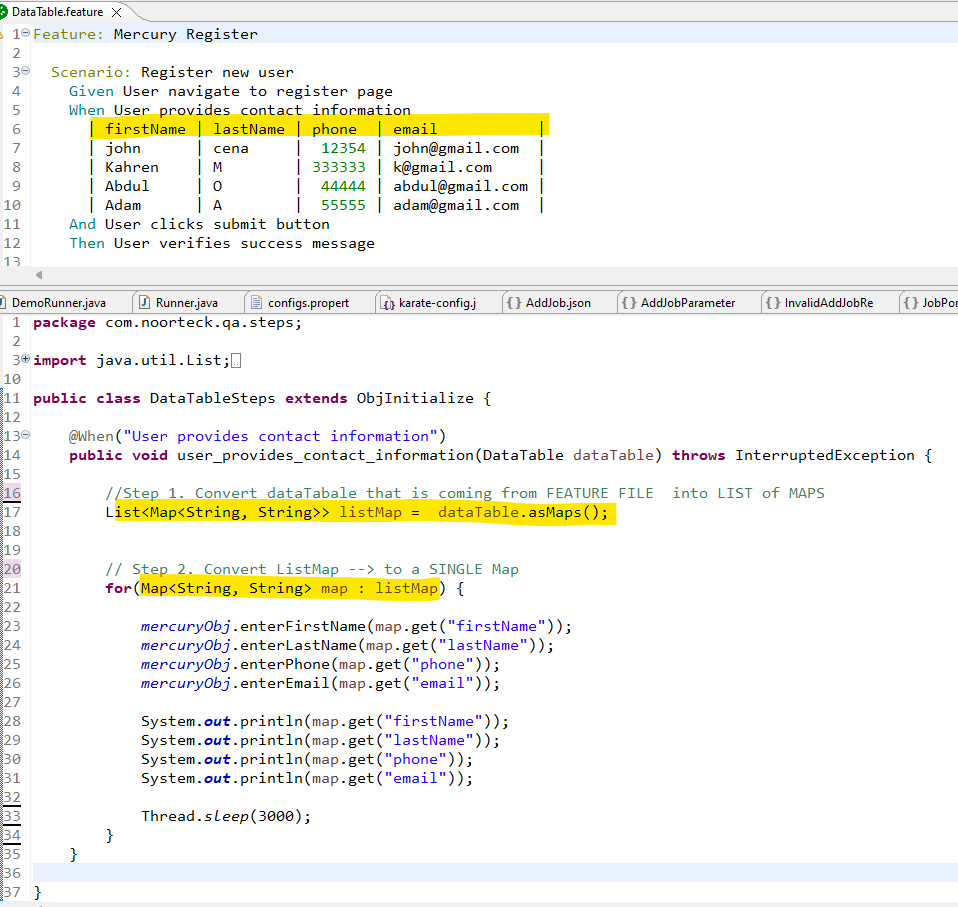 DataTable.feature
1 Feature: Mercury Register
2
3 Scenario: Register new user
4 Given User navigate to register page
5 When User provides contact information
6 | firstName | lastName | phone | email |
7 | john | cena | 12354 | john@gmail.com |
8 | Kahren | M | 333333 | k@gmail.com |
9 | Abdul | O | 44444 | abdul@gmail.com |
10 | Adam | A | 55555 | adam@gmail.com |
11 And User clicks submit button
12 Then User verifies success message
13
DemoRunner.java Runner.java configs.propert karate-config.j AddJob.json AddJobParameter InvalidAddJobRe JobPor
1 package com.noorteck.qa.steps;
2
3 import java.util.List;
10
11 public class DataTableSteps extends ObjInitialize {
12
13 @When("User provides contact information")
14 public void user_provides_contact_information(DataTable dataTable) throws InterruptedException {
15
16 //Step 1. Convert dataTabale that is coming from FEATURE FILE into LIST of MAPS
17 List<Map<String, String>> listMap = dataTable.asMaps();
18
19
20 // Step 2. Convert ListMap --> to a SINGLE Map
21 for(Map<String, String> map : listMap) {
22
23 mercuryObj.enterFirstName(map.get("firstName"));
24 mercuryObj.enterLastName(map.get("lastName"));
25 mercuryObj.enterPhone(map.get("phone"));
26 mercuryObj.enterEmail(map.get("email"));
27
28 System.out.println(map.get("firstName"));
29 System.out.println(map.get("lastName"));
30 System.out.println(map.get("phone"));
31 System.out.println(map.get("email"));
32
33 Thread.sleep(3000);
34 }
35 }
36
37 }